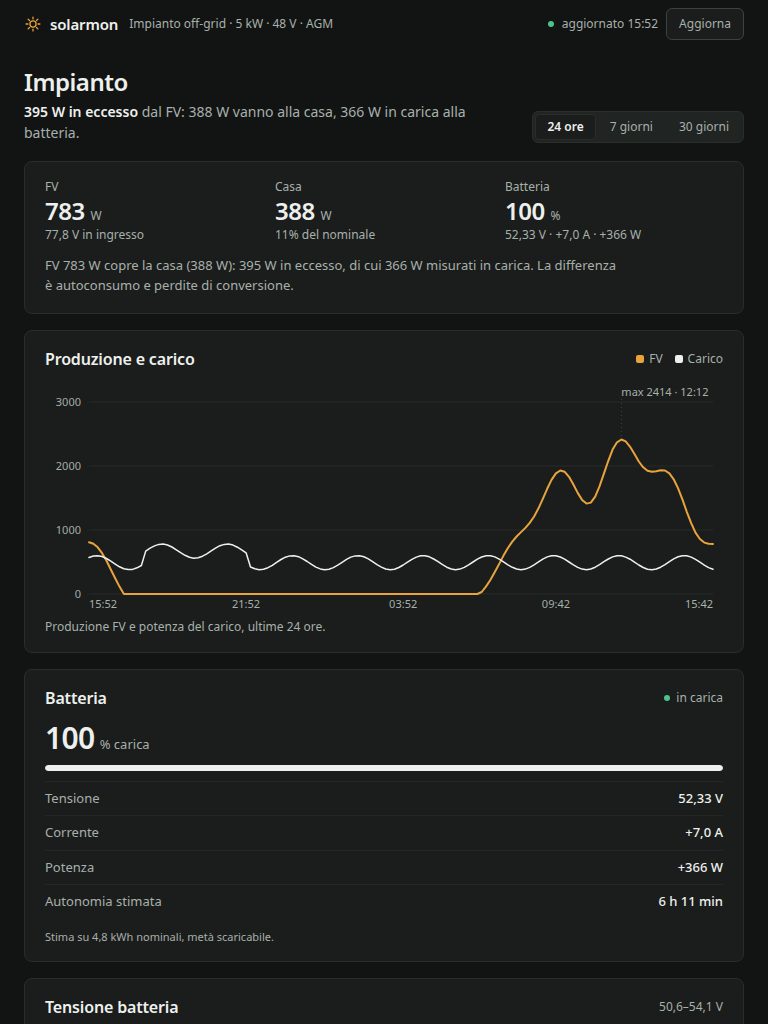 solarmon Impianto off-grid · 5 kW · 48 V · AGM
aggiornato 15:52 Aggiorna
Impianto
395 W in eccesso dal FV: 388 W vanno alla casa, 366 W in carica alla
batteria.
24 ore 7 giorni 30 giorni
FV Casa Batteria
783 W 388 W 100 %
77,8 V in ingresso 11% del nominale 52,33 V · +7,0 A · +366 W
FV 783 W copre la casa (388 W): 395 W in eccesso, di cui 366 W misurati in carica. La differenza
è autoconsumo e perdite di conversione.
Produzione e carico FV Carico
max 2414 · 12:12
3000
2000
1000
0
15:52 21:52 03:52 09:42 15:42
Produzione FV e potenza del carico, ultime 24 ore.
Batteria in carica
100 % carica
Tensione 52,33 V
Corrente +7,0 A
Potenza +366 W
Autonomia stimata 6 h 11 min
Stima su 4,8 kWh nominali, metà scaricabile.
Tensione batteria 50,6–54,1 V